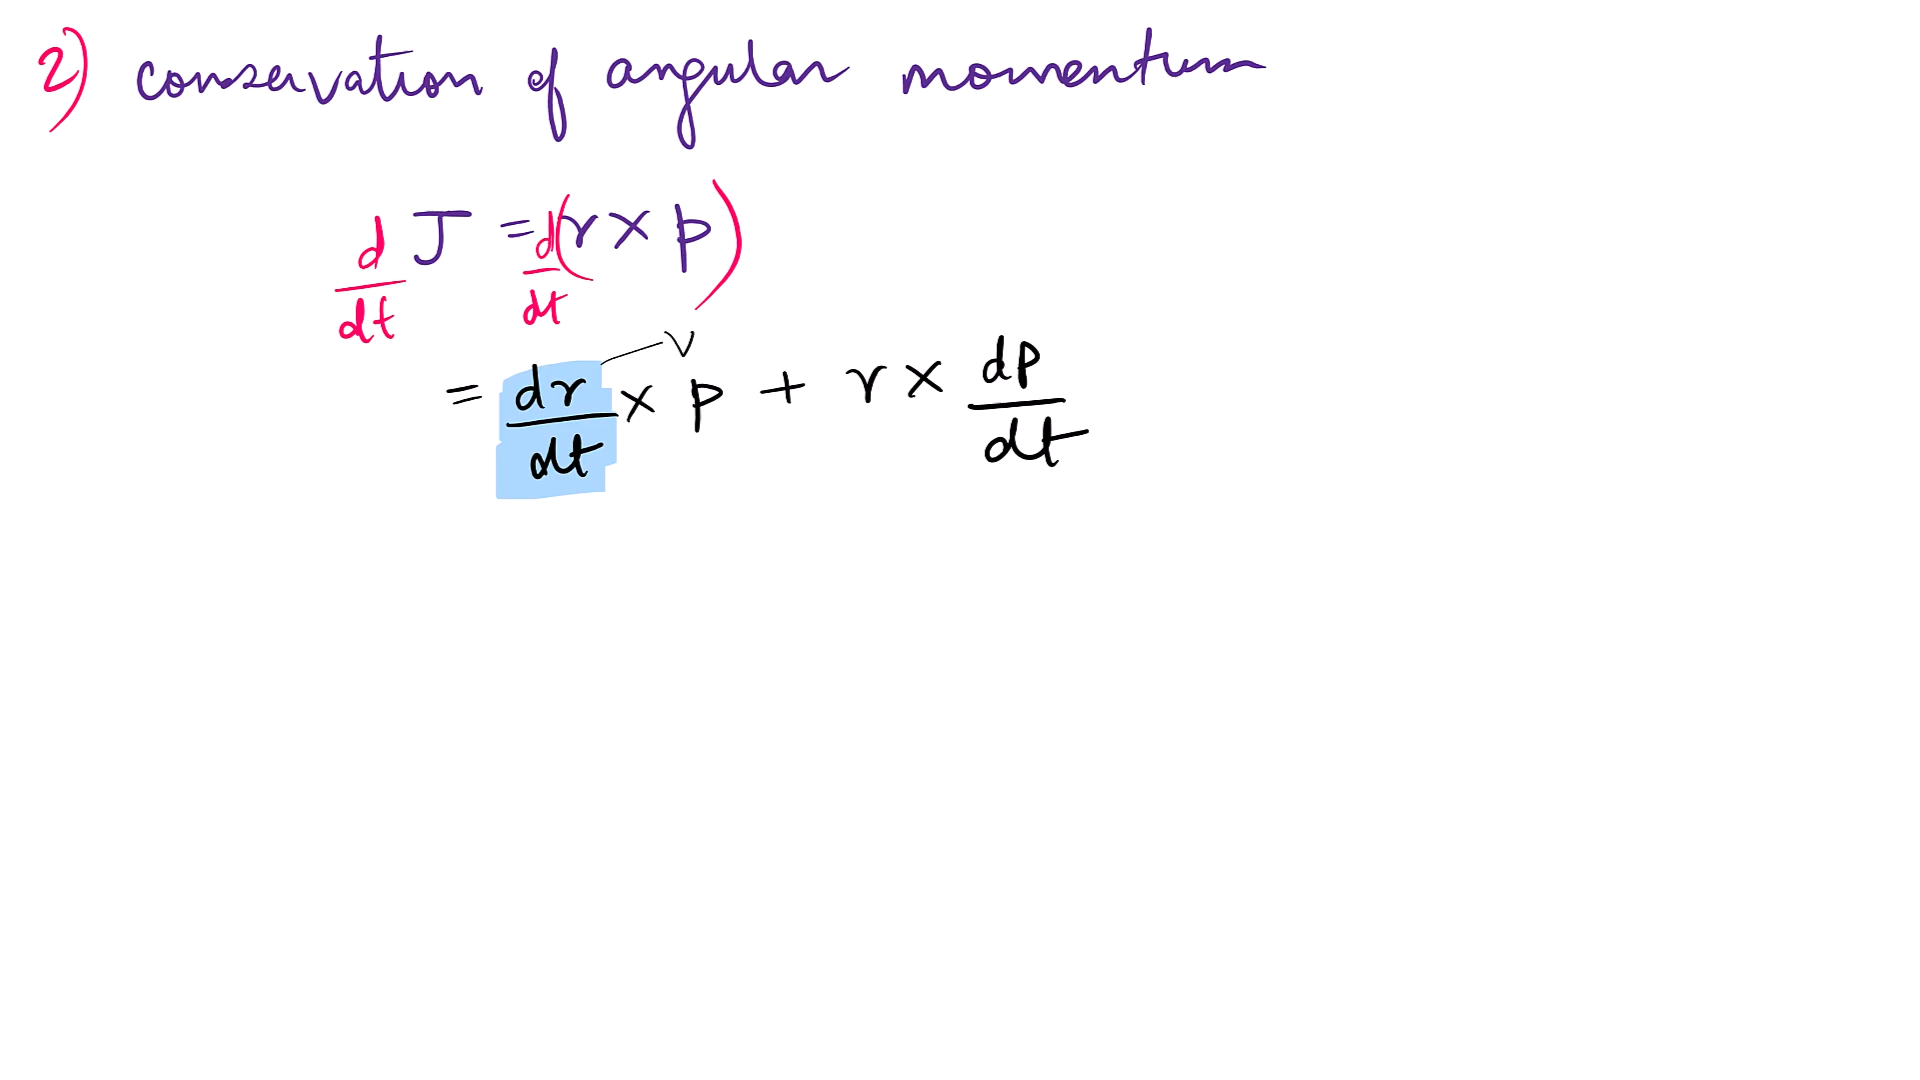 2) conservation of angular momentum
d/dt J = d/dt (r × p)
v
= dr/dt × p + r × dp/dt